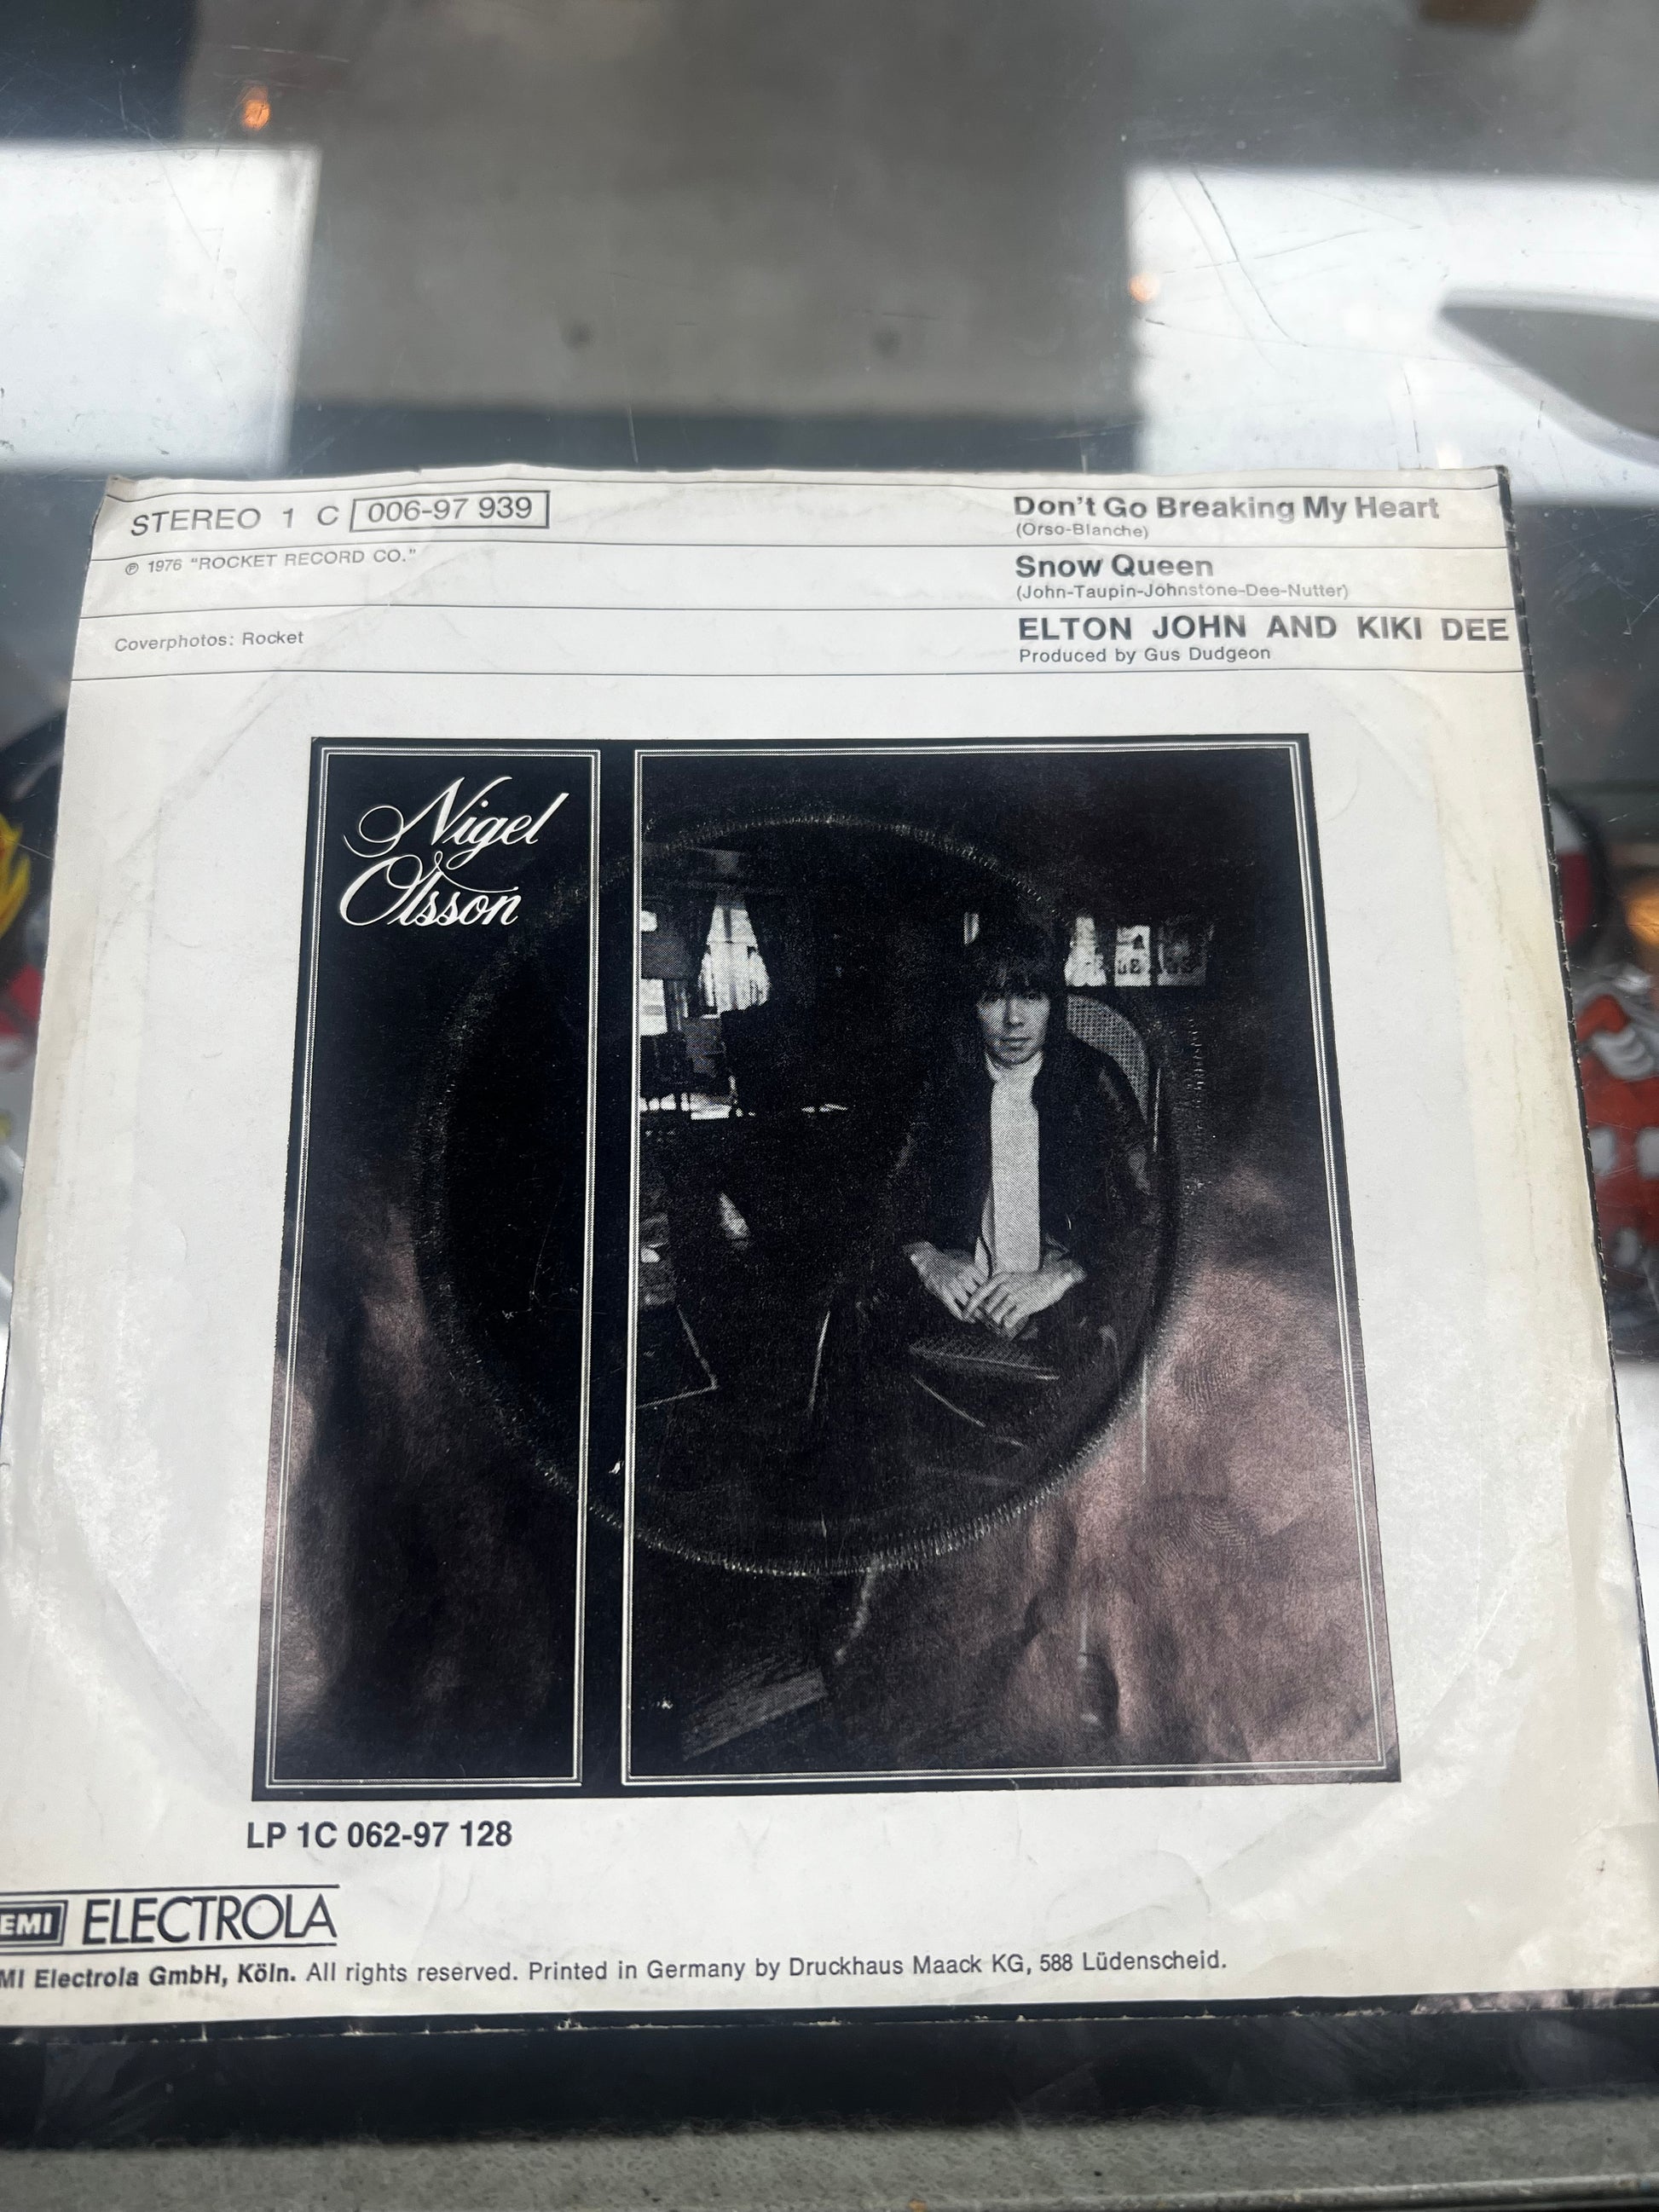 STEREO 1 C 006-97 939
℗ 1976 "ROCKET RECORD CO."
Coverphotos: Rocket
Don't Go Breaking My Heart
(Orso-Blanche)
Snow Queen
(John-Taupin-Johnstone-Dee-Nutter)
ELTON JOHN AND KIKI DEE
Produced by Gus Dudgeon
Nigel
Olsson
LP 1C 062-97 128
EMI ELECTROLA
MI Electrola GmbH, Köln. All rights reserved. Printed in Germany by Druckhaus Maack KG, 588 Lüdenscheid.